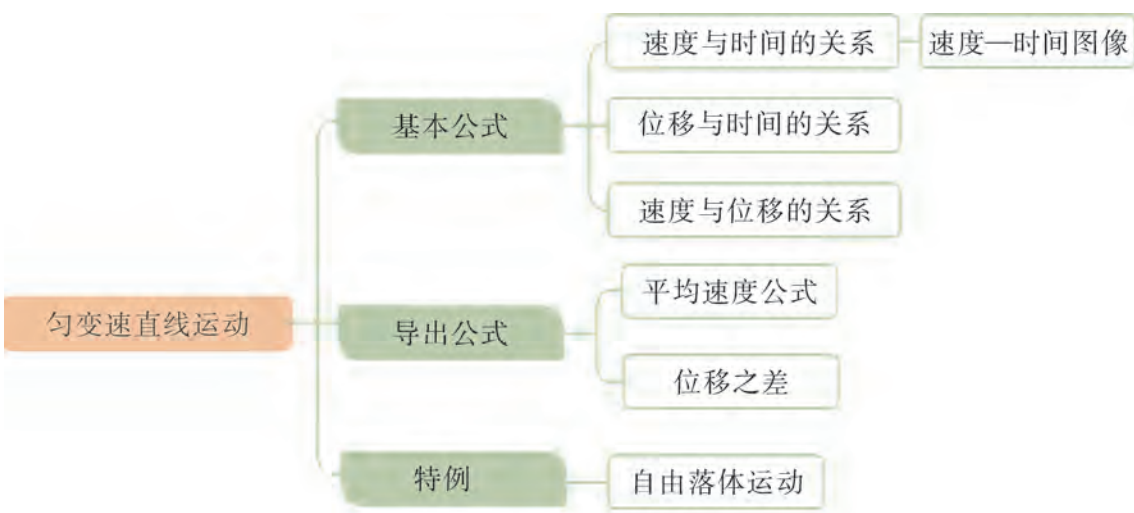 匀变速直线运动
基本公式
速度与时间的关系
速度—时间图像
位移与时间的关系
速度与位移的关系
导出公式
平均速度公式
位移之差
特例
自由落体运动